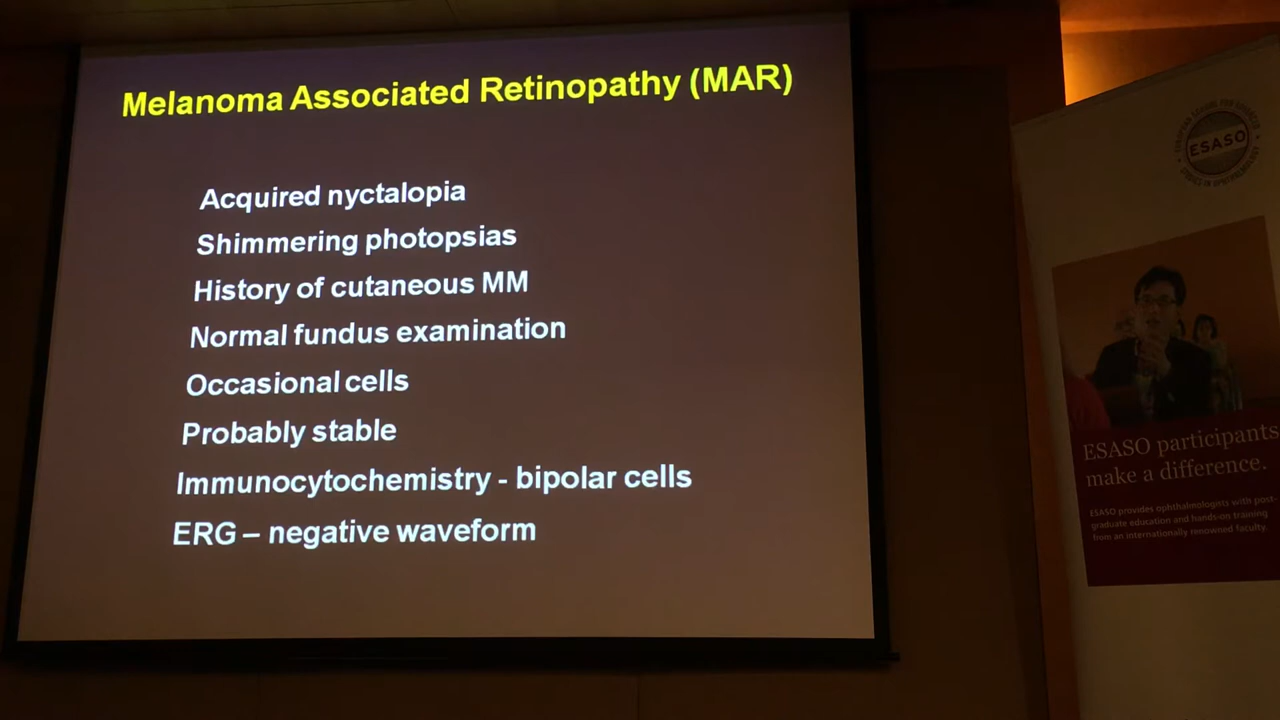 Melanoma Associated Retinopathy (MAR)
Acquired nyctalopia
Shimmering photopsias
History of cutaneous MM
Normal fundus examination
Occasional cells
Probably stable
Immunocytochemistry - bipolar cells
ERG – negative waveform
ESASO
ESASO participants
make a difference.
ESASO provides ophthalmologists with post-
graduate education and hands-on training
from an internationally renowned faculty.